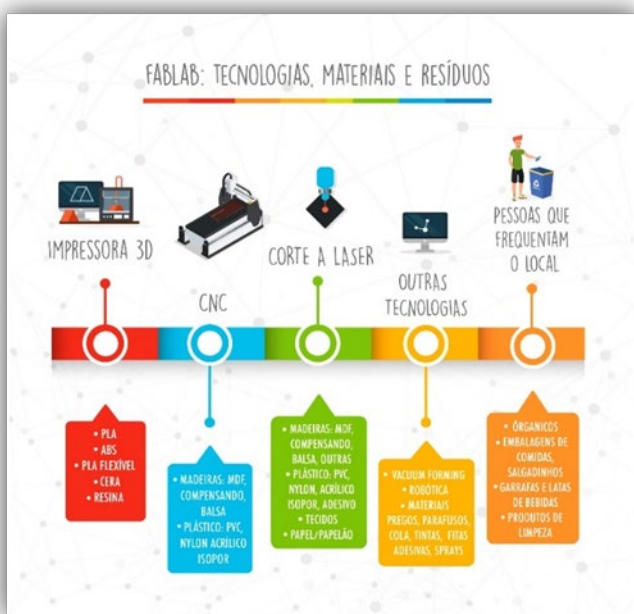 FABLAB: TECNOLOGIAS, MATERIAIS E RESÍDUOS
IMPRESSORA 3D
CNC
CORTE A LASER
OUTRAS
TECNOLOGIAS
PESSOAS QUE
FREQUENTAM
O LOCAL
• PLA
• ABS
• PLA FLEXÍVEL
• CERA
• RESINA
• MADEIRAS: MDF,
COMPENSANDO,
BALSA
• PLÁSTICO: PVC,
NYLON ACRÍLICO
ISOPOR
• MADEIRAS: MDF,
COMPENSANDO,
BALSA, OUTRAS
• PLÁSTICO: PVC,
NYLON, ACRÍLICO
ISOPOR, ADESIVO
• TECIDOS
• PAPEL/PAPELÃO
• VACUUM FORMING
• ROBÓTICA
• MATERIAIS
PREGOS, PARAFUSOS,
COLA, TINTAS, FITAS
ADESIVAS, SPRAYS
• ÓRGANICOS
• EMBALAGENS DE
COMIDAS,
SALGADINHOS
• GARRAFAS E LATAS
DE BEBIDAS
• PRODUTOS DE
LIMPEZA